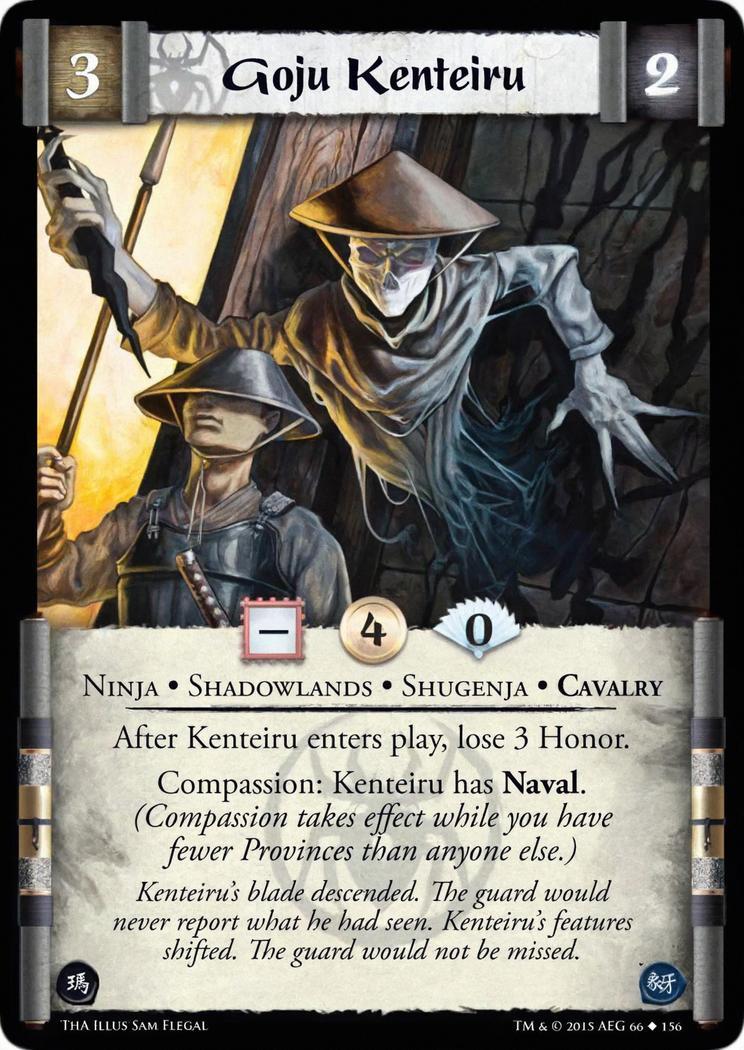 3
Goju Kenteiru
2
–
4
0
Ninja • Shadowlands • Shugenja • Cavalry
After Kenteiru enters play, lose 3 Honor.
Compassion: Kenteiru has Naval.
(Compassion takes effect while you have
fewer Provinces than anyone else.)
Kenteiru's blade descended. The guard would
never report what he had seen. Kenteiru's features
shifted. The guard would not be missed.
ThA Illus Sam Flegal
TM & © 2015 AEG 66 ◆ 156